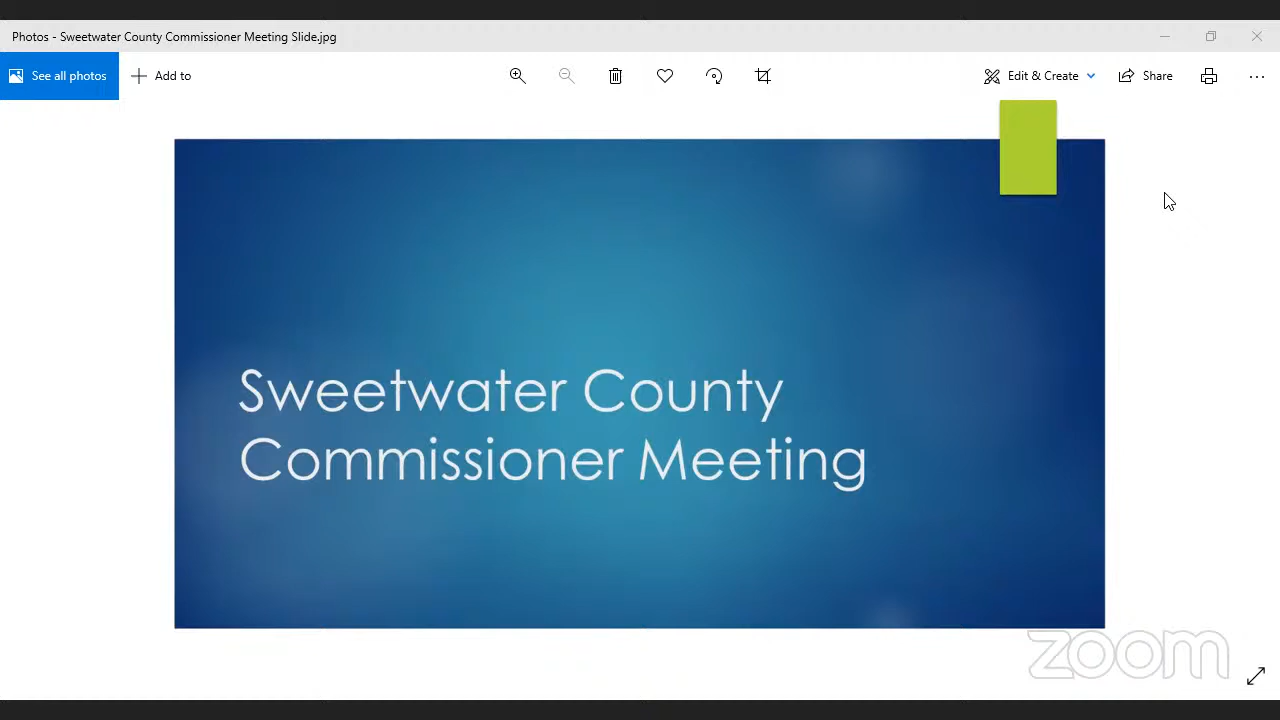 Photos - Sweetwater County Commissioner Meeting Slide.jpg
See all photos
Add to
Edit & Create
Share
Sweetwater County
Commissioner Meeting
zoom